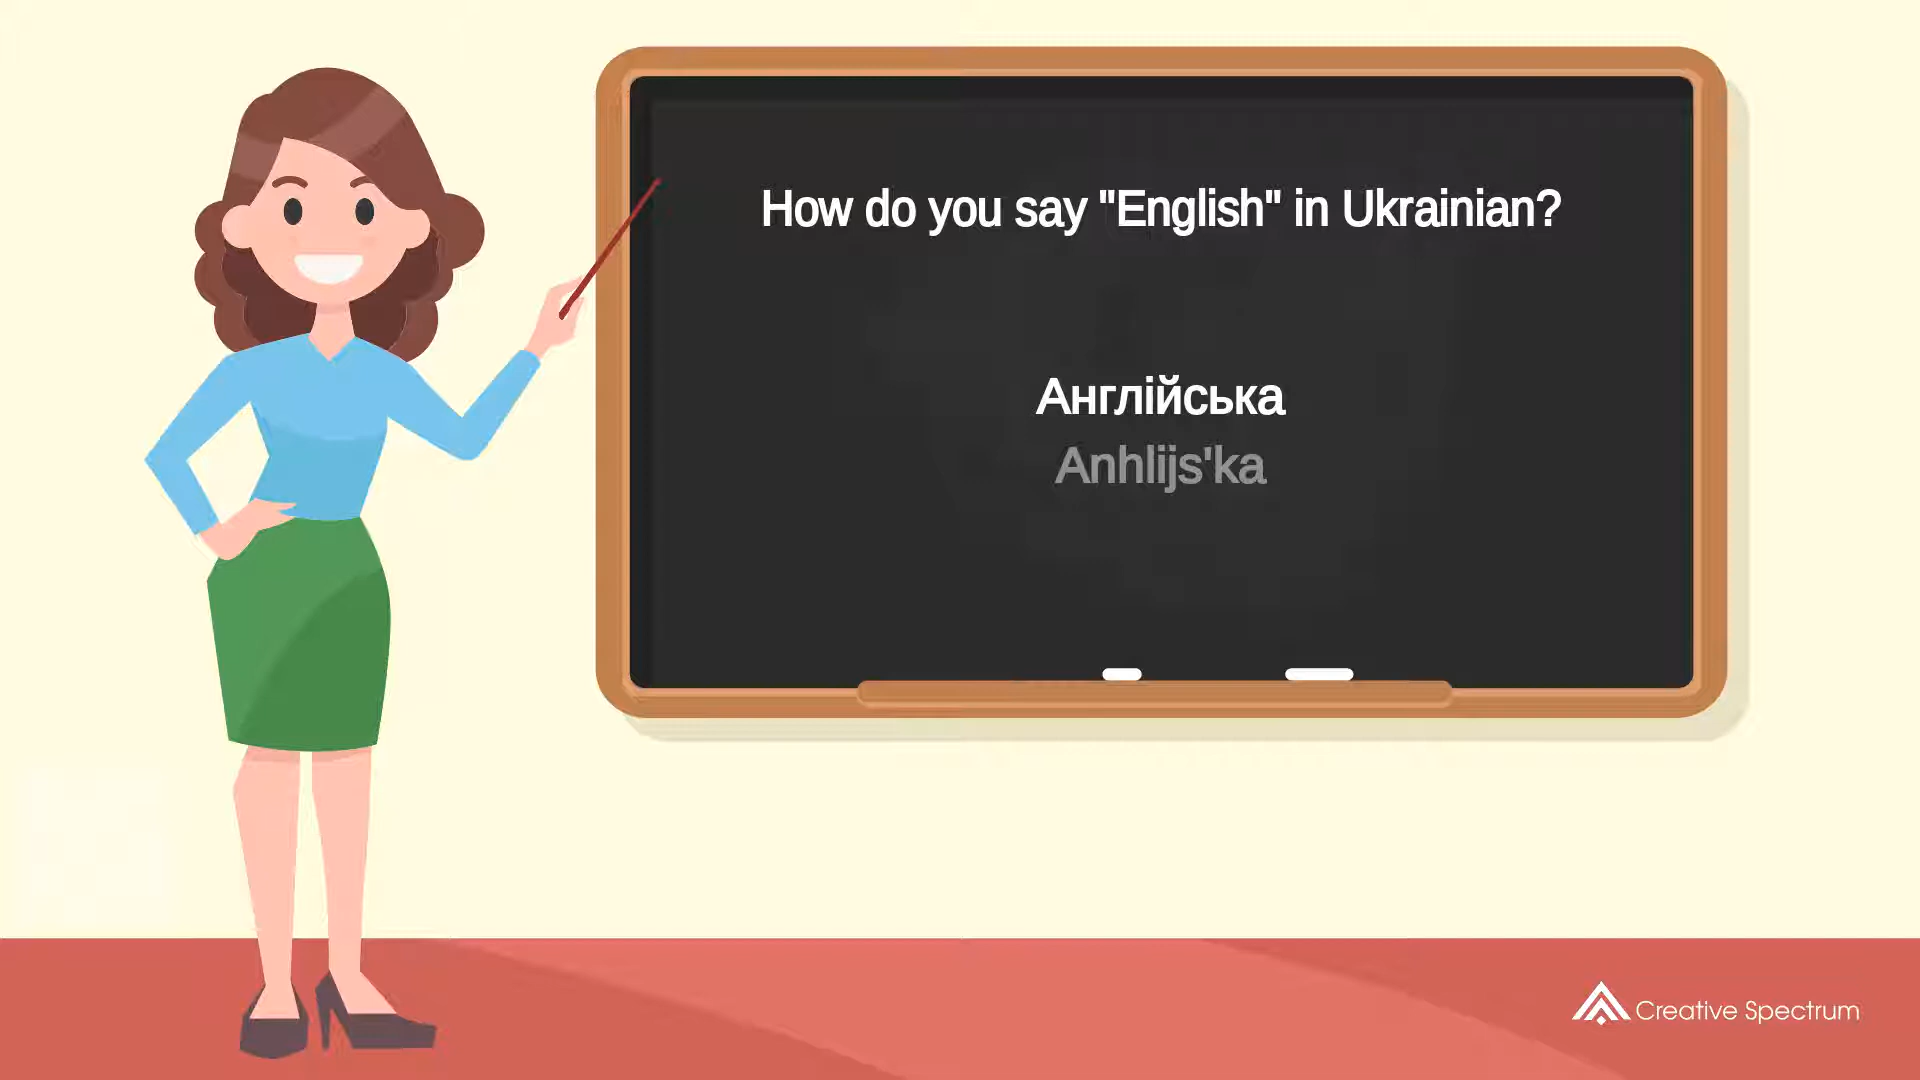 How do you say "English" in Ukrainian?
Англійська
Anhlijs'ka
Creative Spectrum